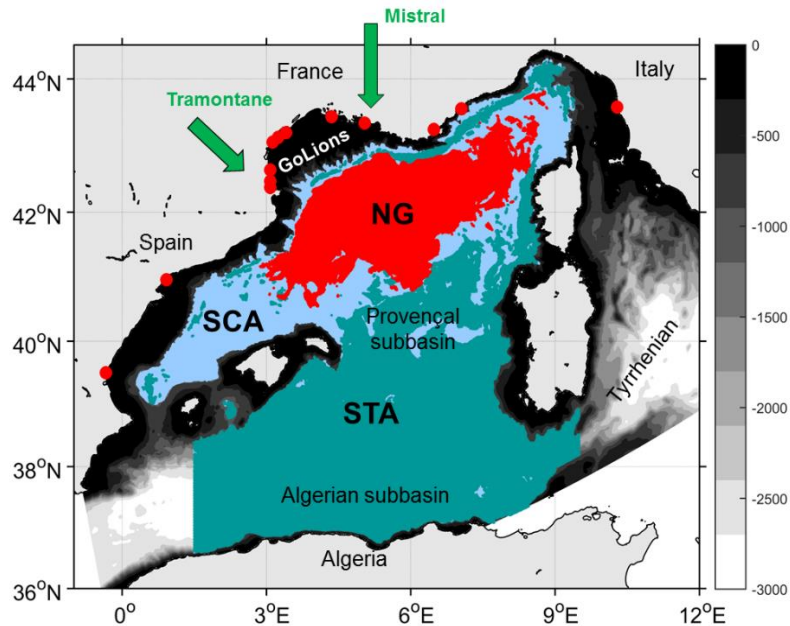 Mistral
44°N
France
Italy
0
Tramontane
-500
GoLions
42°N
NG
-1000
Spain
-1500
SCA
40°N
Provençal
subbasin
Tyrrhenian
-2000
STA
38°N
-2500
Algerian subbasin
Algeria
36°N
-3000
0°
3°E
6°E
9°E
12°E